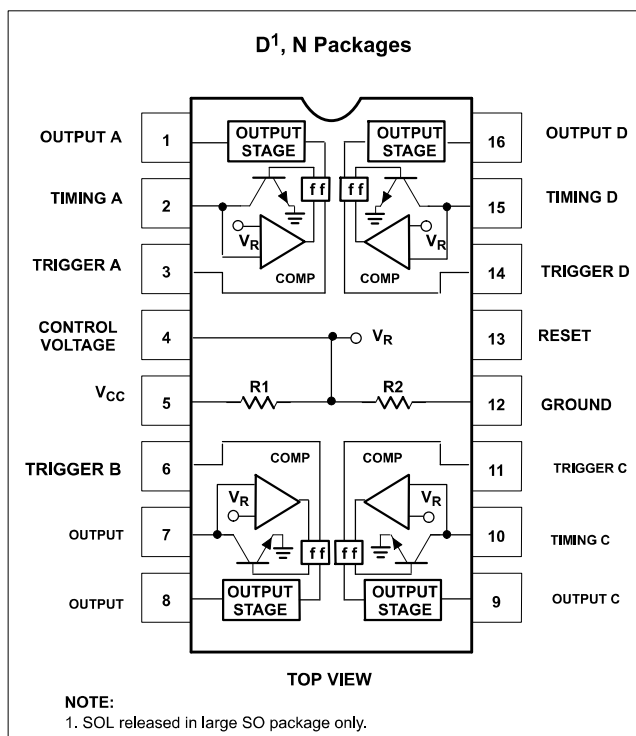 D1, N Packages
OUTPUT A 1 OUTPUT STAGE OUTPUT STAGE 16 OUTPUT D
ff ff
TIMING A 2 15 TIMING D
VR VR
TRIGGER A 3 COMP COMP 14 TRIGGER D
CONTROL VOLTAGE 4 VR 13 RESET
VCC 5 R1 R2 12 GROUND
TRIGGER B 6 COMP COMP 11 TRIGGER C
VR VR
OUTPUT 7 10 TIMING C
ff ff
OUTPUT 8 OUTPUT STAGE OUTPUT STAGE 9 OUTPUT C
TOP VIEW
NOTE:
1. SOL released in large SO package only.